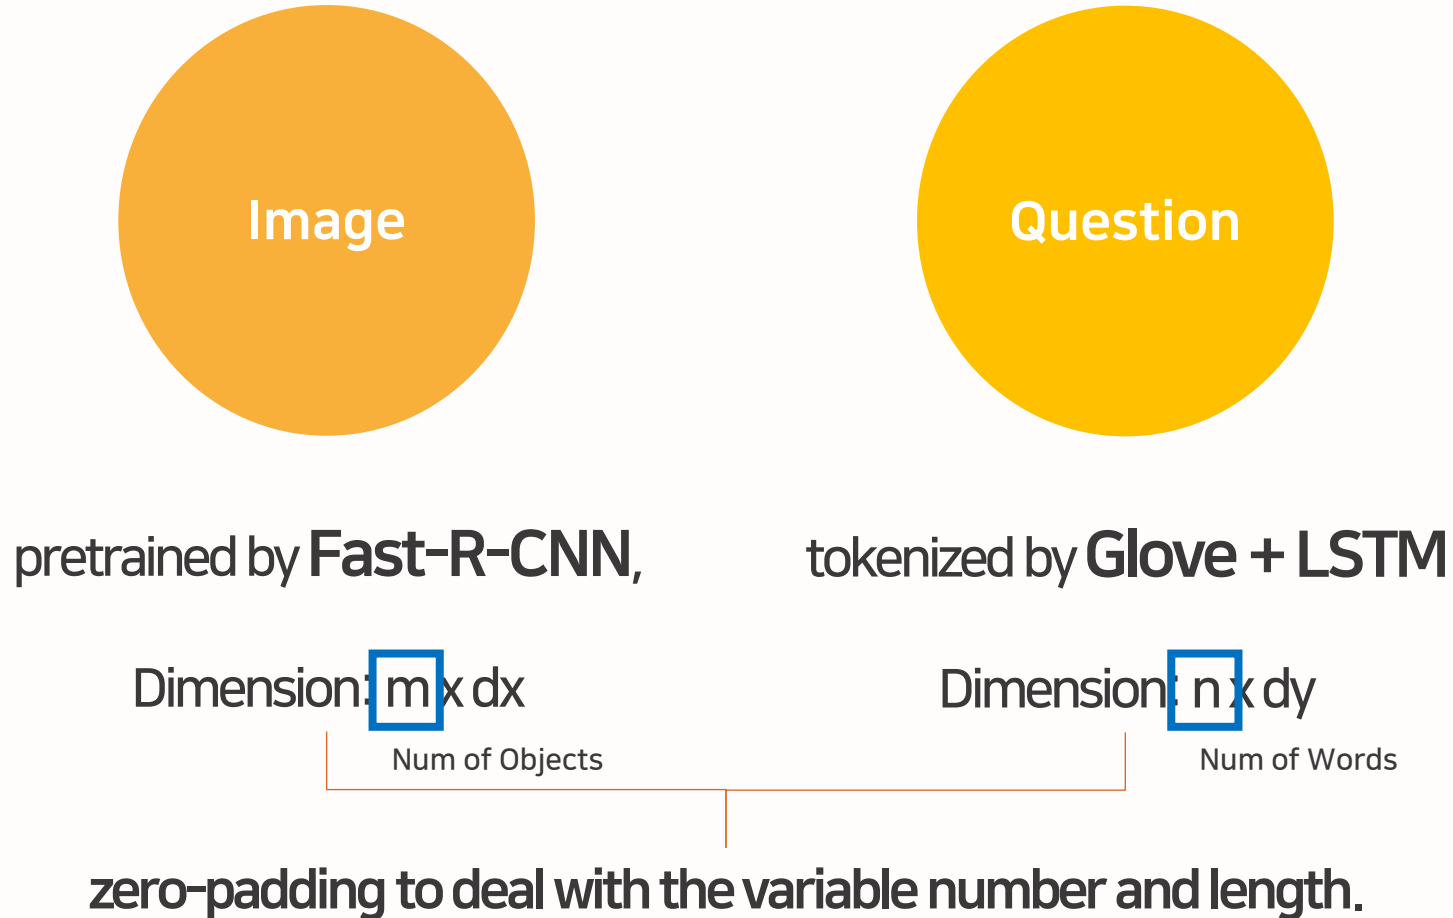 Image
Question
pretrained by Fast-R-CNN,
tokenized by Glove + LSTM
Dimension: m x dx
Dimension: n x dy
Num of Objects
Num of Words
zero-padding to deal with the variable number and length.